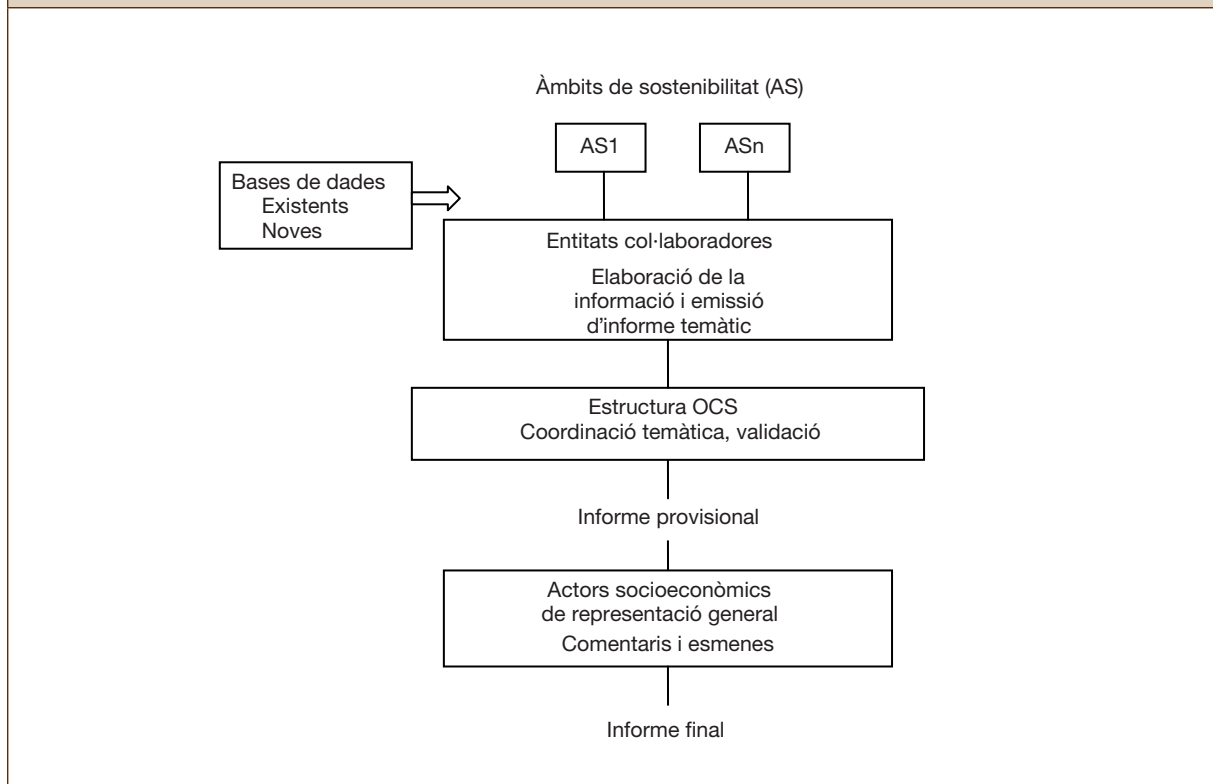 Àmbits de sostenibilitat (AS)
AS1
ASn
Bases de dades
Existents
Noves
Entitats col·laboradores
Elaboració de la
informació i emissió
d’informe temàtic
Estructura OCS
Coordinació temàtica, validació
Informe provisional
Actors socioeconòmics
de representació general
Comentaris i esmenes
Informe final